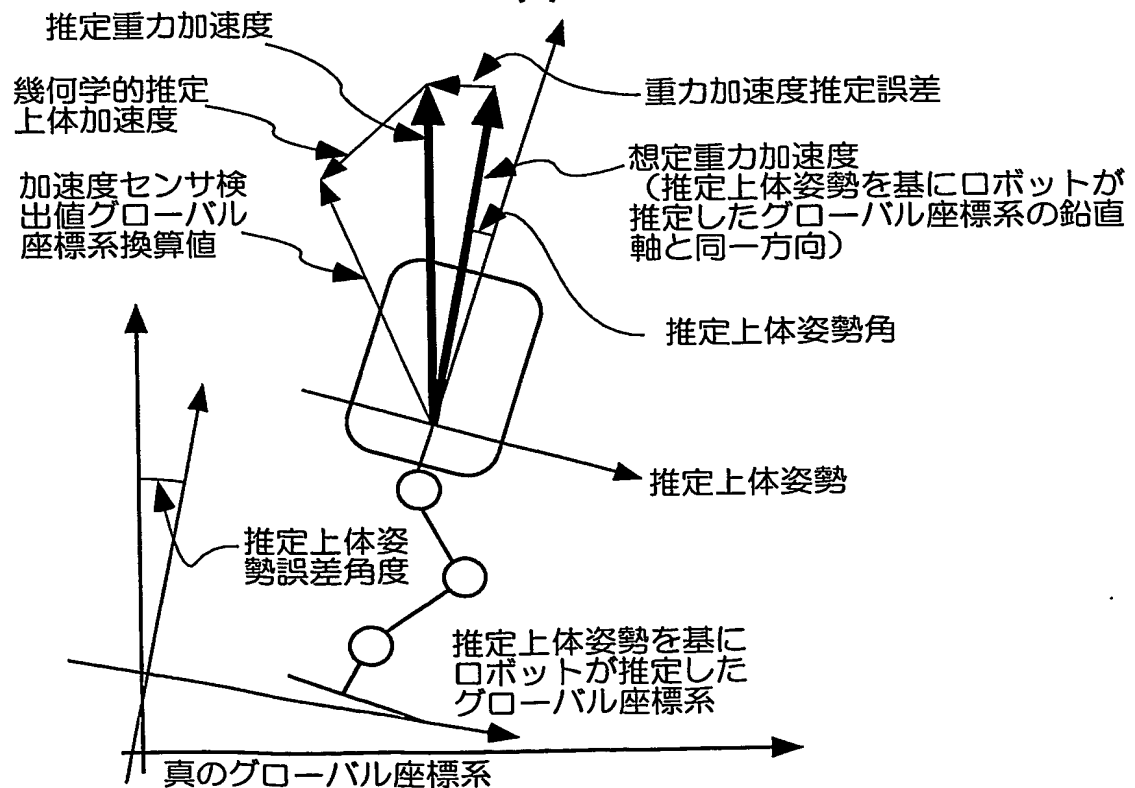 推定重力加速度
幾何学的推定
上体加速度
加速度センサ検
出値グローバル
座標系換算値
重力加速度推定誤差
想定重力加速度
（推定上体姿勢を基にロボットが
推定したグローバル座標系の鉛直
軸と同一方向）
推定上体姿勢角
推定上体姿勢
推定上体姿
勢誤差角度
推定上体姿勢を基に
ロボットが推定した
グローバル座標系
真のグローバル座標系